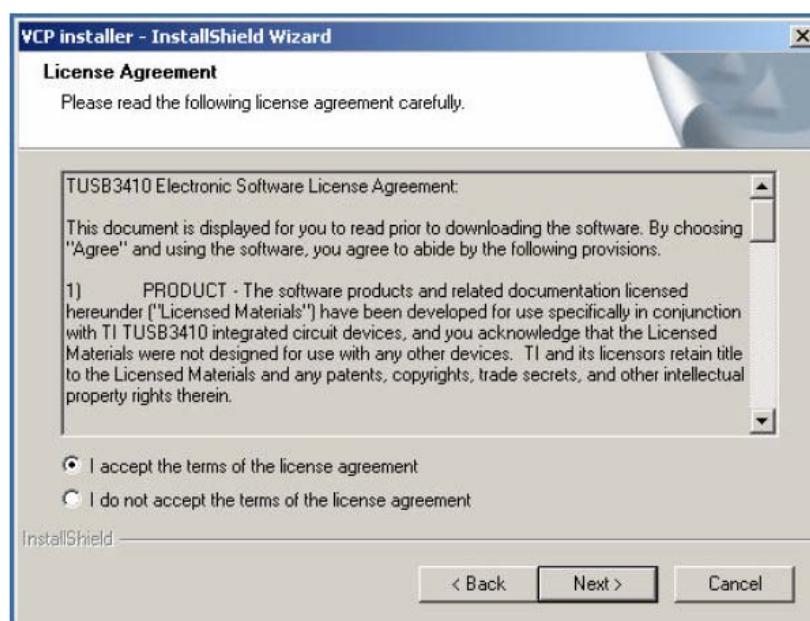 VCP installer - InstallShield Wizard
License Agreement
Please read the following license agreement carefully.
TUSB3410 Electronic Software License Agreement:
This document is displayed for you to read prior to downloading the software. By choosing
"Agree" and using the software, you agree to abide by the following provisions.
1) PRODUCT - The software products and related documentation licensed
hereunder ("Licensed Materials") have been developed for use specifically in conjunction
with TI TUSB3410 integrated circuit devices, and you acknowledge that the Licensed
Materials were not designed for use with any other devices. TI and its licensors retain title
to the Licensed Materials and any patents, copyrights, trade secrets, and other intellectual
property rights therein.
I accept the terms of the license agreement
I do not accept the terms of the license agreement
InstallShield
< Back Next > Cancel